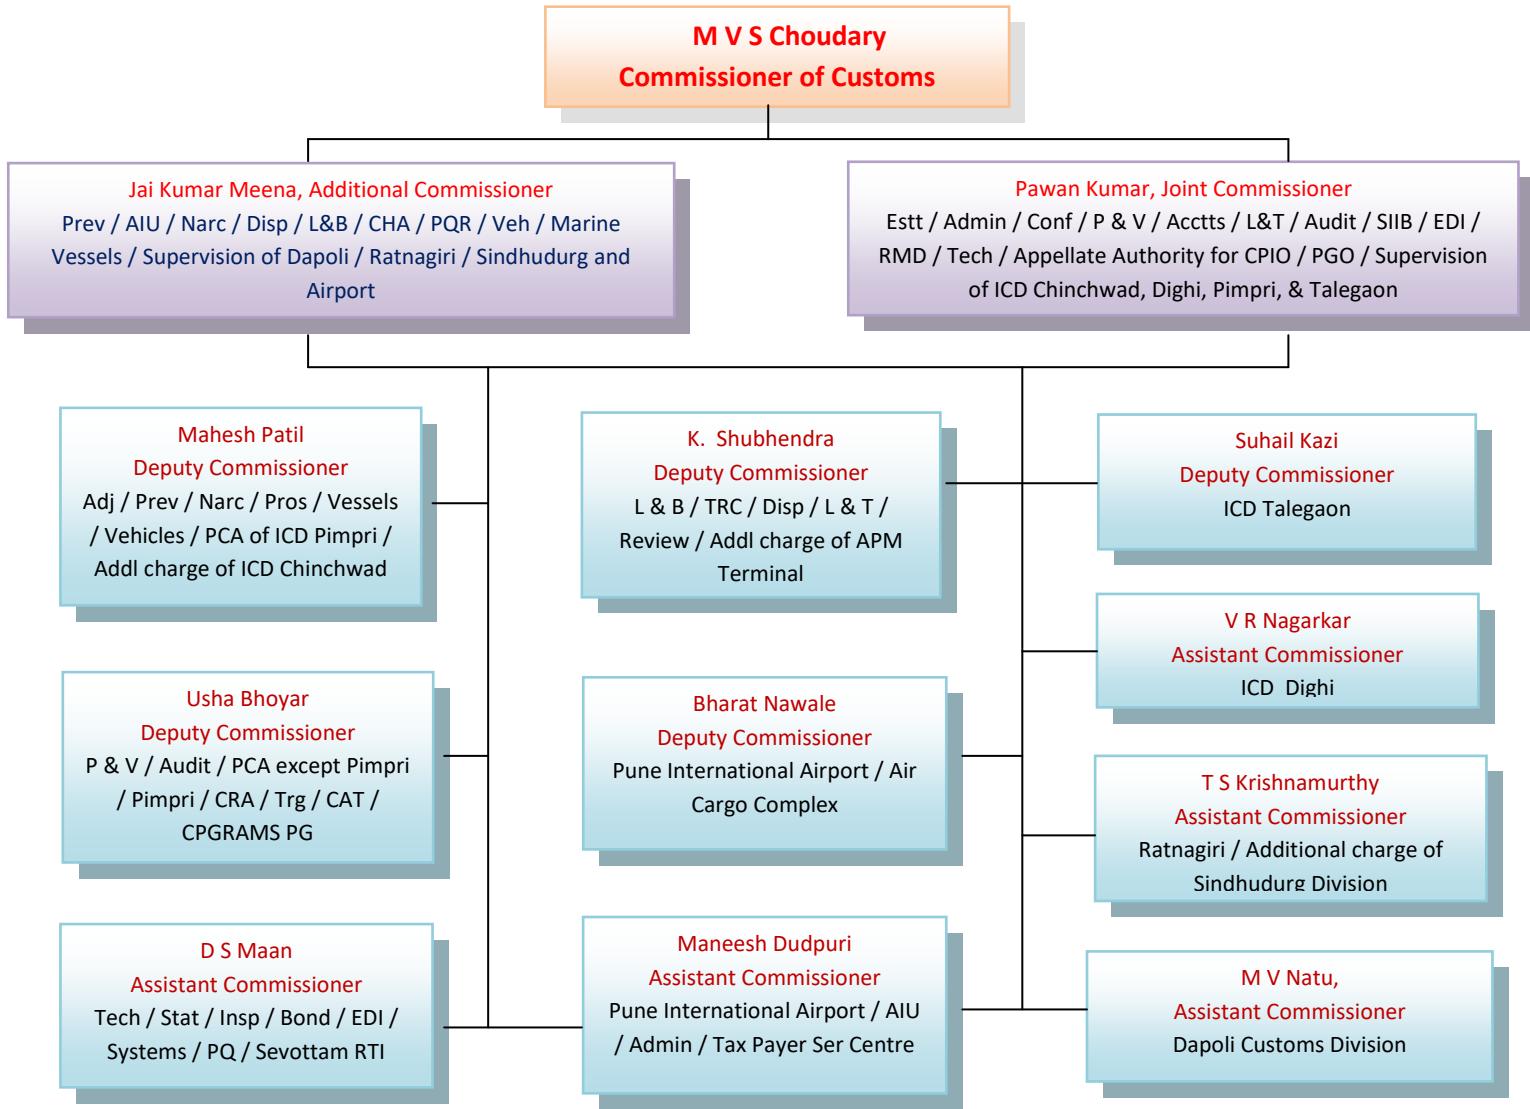 M V S Choudary
Commissioner of Customs
Jai Kumar Meena, Additional Commissioner
Prev / AIU / Narc / Disp / L&B / CHA / PQR / Veh / Marine
Vessels / Supervision of Dapoli / Ratnagiri / Sindhudurg and
Airport
Pawan Kumar, Joint Commissioner
Estt / Admin / Conf / P & V / Acctts / L&T / Audit / SIIB / EDI /
RMD / Tech / Appellate Authority for CPIO / PGO / Supervision
of ICD Chinchwad, Dighi, Pimpri, & Talegaon
Mahesh Patil
Deputy Commissioner
Adj / Prev / Narc / Pros / Vessels
/ Vehicles / PCA of ICD Pimpri /
Addl charge of ICD Chinchwad
K. Shubhendra
Deputy Commissioner
L & B / TRC / Disp / L & T /
Review / Addl charge of APM
Terminal
Suhail Kazi
Deputy Commissioner
ICD Talegaon
V R Nagarkar
Assistant Commissioner
ICD Dighi
Usha Bhoyar
Deputy Commissioner
P & V / Audit / PCA except Pimpri
/ Pimpri / CRA / Trg / CAT /
CPGRAMS PG
Bharat Nawale
Deputy Commissioner
Pune International Airport / Air
Cargo Complex
T S Krishnamurthy
Assistant Commissioner
Ratnagiri / Additional charge of
Sindhudurg Division
D S Maan
Assistant Commissioner
Tech / Stat / Insp / Bond / EDI /
Systems / PQ / Sevottam RTI
Maneesh Dudpuri
Assistant Commissioner
Pune International Airport / AIU
/ Admin / Tax Payer Ser Centre
M V Natu,
Assistant Commissioner
Dapoli Customs Division